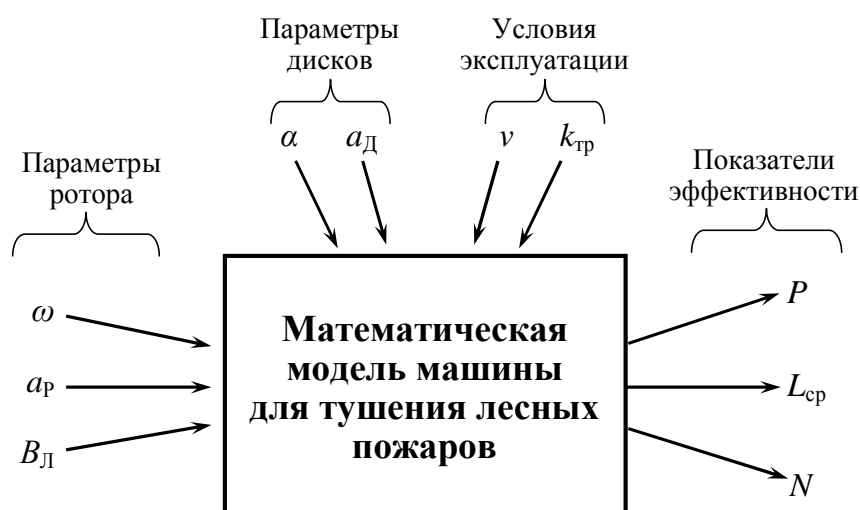 Параметры
дисков
Условия
эксплуатации
α a_Д v k_тр
Параметры
ротора
Показатели
эффективности
ω
a_Р
B_Л
Математическая
модель машины
для тушения лесных
пожаров
P
L_ср
N